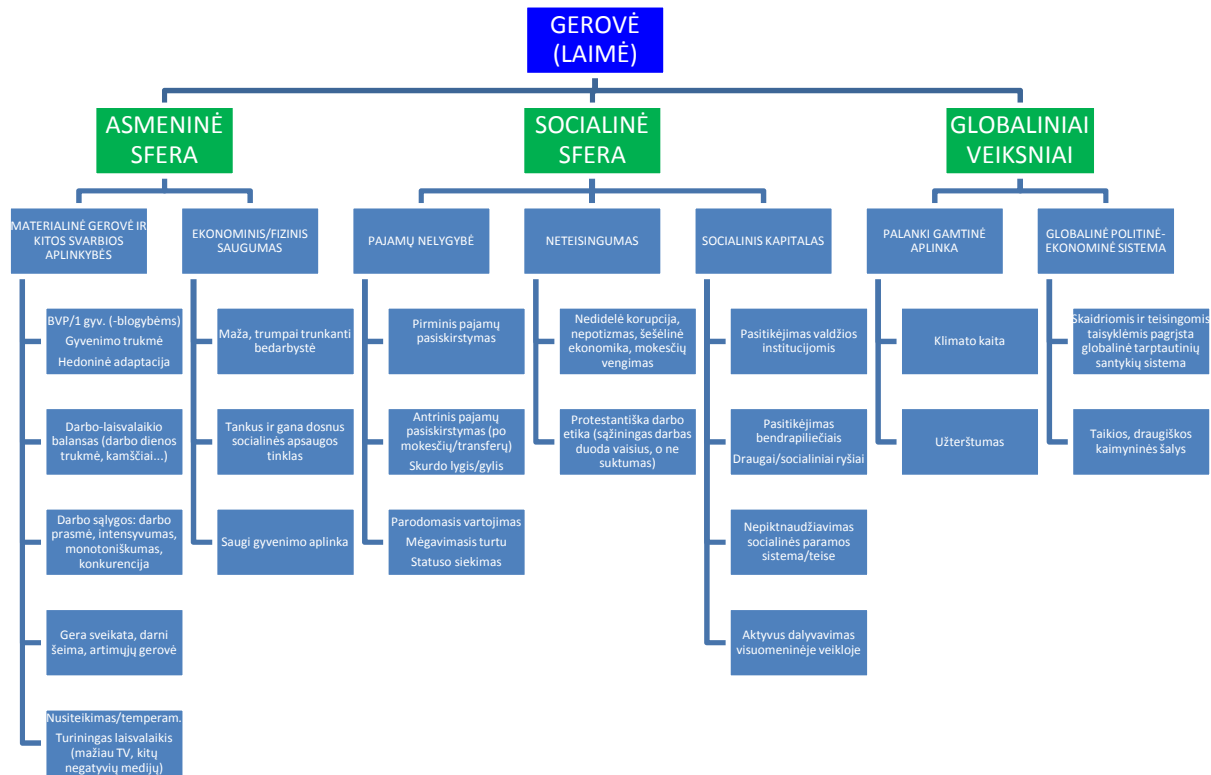 GEROVĖ
(LAIMĖ)
ASMENINĖ
SFERA
SOCIALINĖ
SFERA
GLOBALINIAI
VEIKSNIAI
MATERIALINĖ GEROVĖ IR
KITOS SVARBIOS
APLINKYBĖS
EKONOMINIS/FIZINIS
SAUGUMAS
PAJAMŲ NELYGYBĖ
NETEISINGUMAS
SOCIALINIS KAPITALAS
PALANKI GAMTINĖ
APLINKA
GLOBALINĖ POLITINĖ-
EKONOMINĖ SISTEMA
BVP/1 gyv. (-blogybėms)
Gyvenimo trukmė
Hedoninė adaptacija
Darbo-laisvalaikio
balansas (darbo dienos
trukmė, kamščiai...)
Darbo sąlygos: darbo
prasmė, intensyvumas,
monotoniškumas,
konkurencija
Gera sveikata, darni
šeima, artimųjų gerovė
Nusiteikimas/temperam.
Turiningas laisvalaikis
(mažiau TV, kitų
negatyvių medijų)
Maža, trumpai trunkanti
bedarbystė
Tankus ir gana dosnus
socialinės apsaugos
tinklas
Saugi gyvenimo aplinka
Pirminis pajamų
pasiskirstymas
Antrinis pajamų
pasiskirstymas (po
mokesčių/transferų)
Skurdo lygis/gylis
Parodomasis vartojimas
Mėgavimasis turtu
Statuso siekimas
Nedidelė korupcija,
nepotizmas, šešėlinė
ekonomika, mokesčių
vengimas
Protestantiška darbo
etika (sąžiningas darbas
duoda vaisius, o ne
suktumas)
Pasitikėjimas valdžios
institucijomis
Pasitikėjimas
bendrapiliečiais
Draugai/socialiniai ryšiai
Nepiktnaudžiavimas
socialinės paramos
sistema/teise
Aktyvus dalyvavimas
visuomeninėje veikloje
Klimato kaita
Užterštumas
Skaidriomis ir teisingomis
taisyklėmis pagrįsta
globalinė tarptautinių
santykių sistema
Taikios, draugiškos
kaimyninės šalys